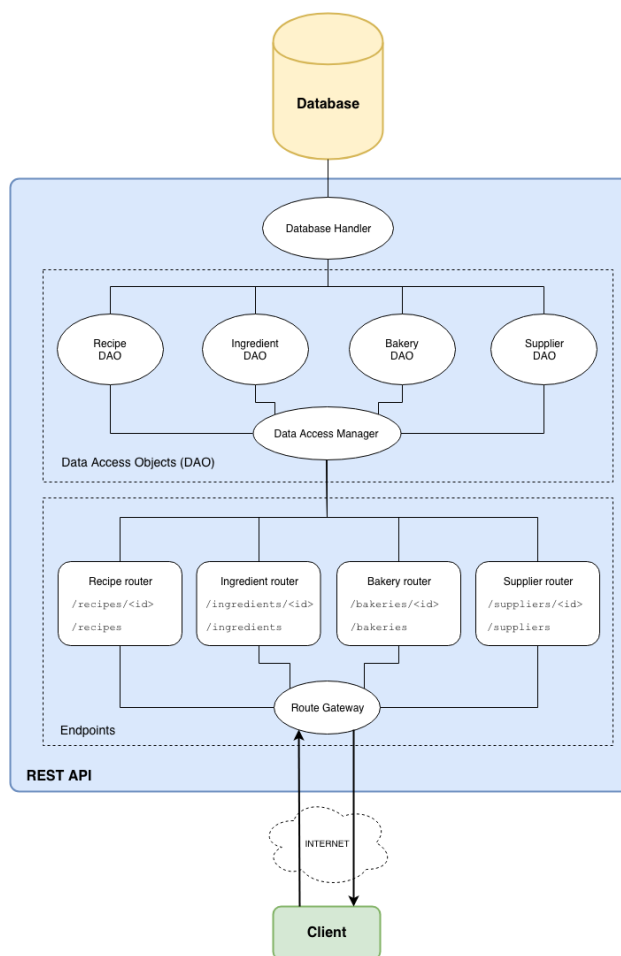 Database
Database Handler
Recipe
DAO
Ingredient
DAO
Bakery
DAO
Supplier
DAO
Data Access Manager
Data Access Objects (DAO)
Recipe router
/recipes/<id>
/recipes
Ingredient router
/ingredients/<id>
/ingredients
Bakery router
/bakeries/<id>
/bakeries
Supplier router
/suppliers/<id>
/suppliers
Route Gateway
Endpoints
REST API
INTERNET
Client